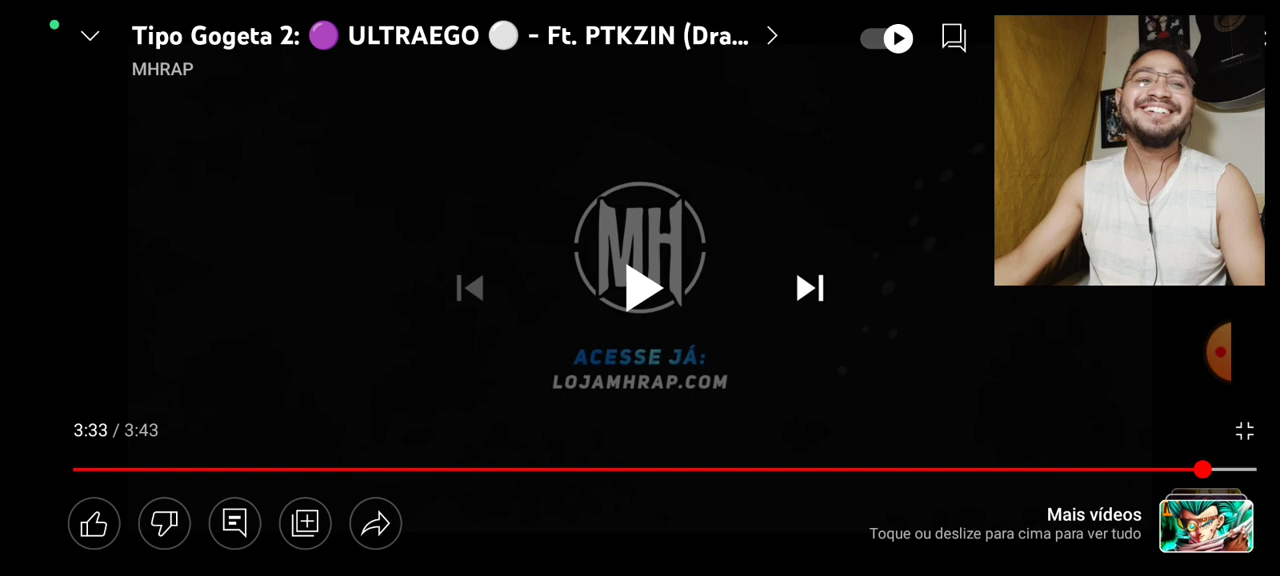 Tipo Gogeta 2: 🟣 ULTRAEGO ⚪ - Ft. PTKZIN (Dra...
MHRAP
MH
ACESSE JÁ:
LOJAMHRAP.COM
3:33 / 3:43
Mais vídeos
Toque ou deslize para cima para ver tudo